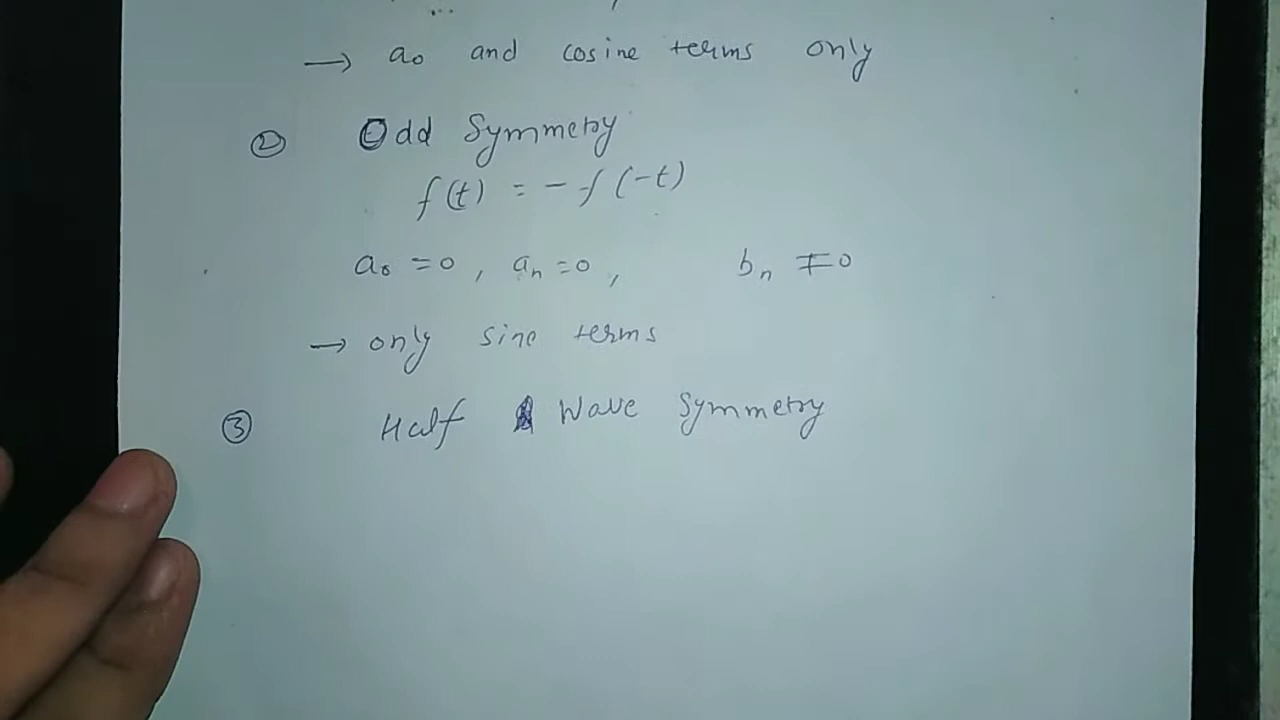 → a₀ and cosine terms only
② Odd Symmetry
f(t) = - f(-t)
a₀ = 0, aₙ = 0, bₙ ≠ 0
→ only sine terms
③ Half Wave Symmetry